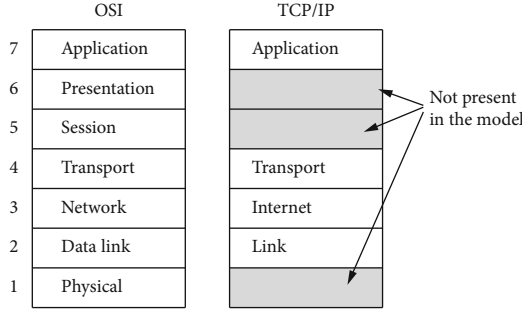 OSI TCP/IP
7 Application Application
6 Presentation
5 Session
Not present
in the model
4 Transport Transport
3 Network Internet
2 Data link Link
1 Physical